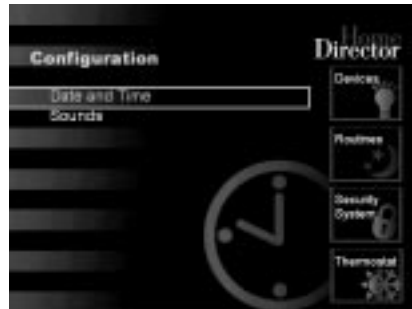 Home
Director
Configuration
Date and Time
Sounds
Devices
Routines
Security
System
Thermostat